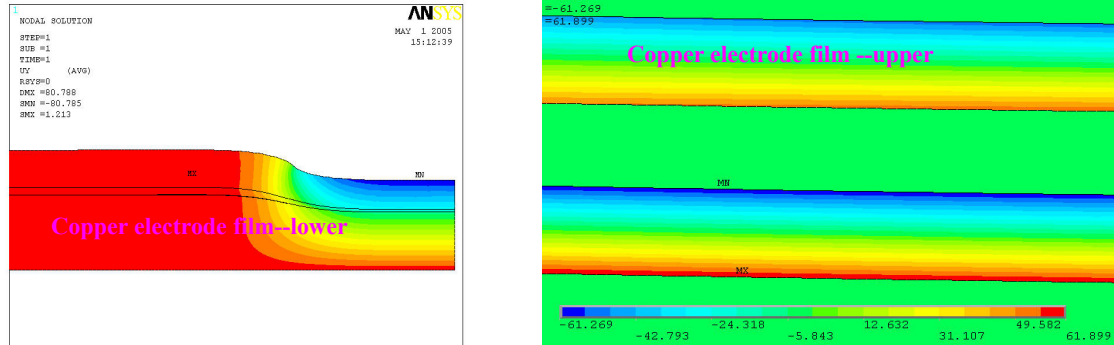 1
NODAL SOLUTION
STEP=1
SUB =1
TIME=1
UY (AVG)
RSYS=0
DMX =80.788
SMN =-80.785
SMX =1.213
ANSYS
MAY 1 2005
15:12:39
MX
MN
Copper electrode film--lower
=-61.269
=61.899
Copper electrode film --upper
MN
MX
-61.269 -24.318 12.632 49.582
-42.793 -5.843 31.107 61.899